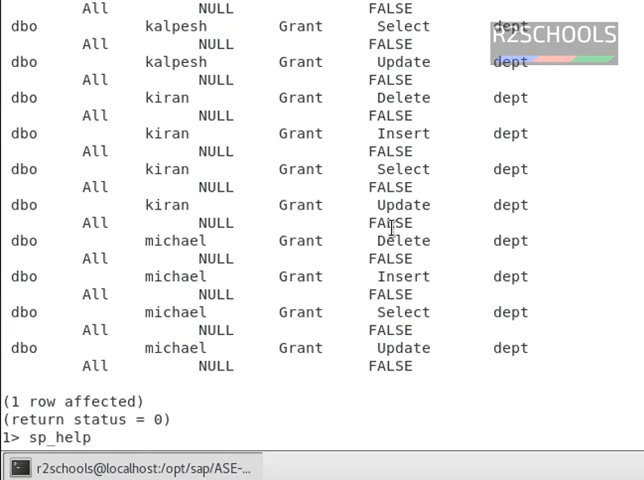 All NULL FALSE
dbo kalpesh Grant Select dept
R2SCHOOLS
All NULL FALSE
dbo kalpesh Grant Update dept
All NULL FALSE
dbo kiran Grant Delete dept
All NULL FALSE
dbo kiran Grant Insert dept
All NULL FALSE
dbo kiran Grant Select dept
All NULL FALSE
dbo kiran Grant Update dept
All NULL FALSE
dbo michael Grant Delete dept
All NULL FALSE
dbo michael Grant Insert dept
All NULL FALSE
dbo michael Grant Select dept
All NULL FALSE
dbo michael Grant Update dept
All NULL FALSE
(1 row affected)
(return status = 0)
1> sp_help
r2schools@localhost:/opt/sap/ASE-...